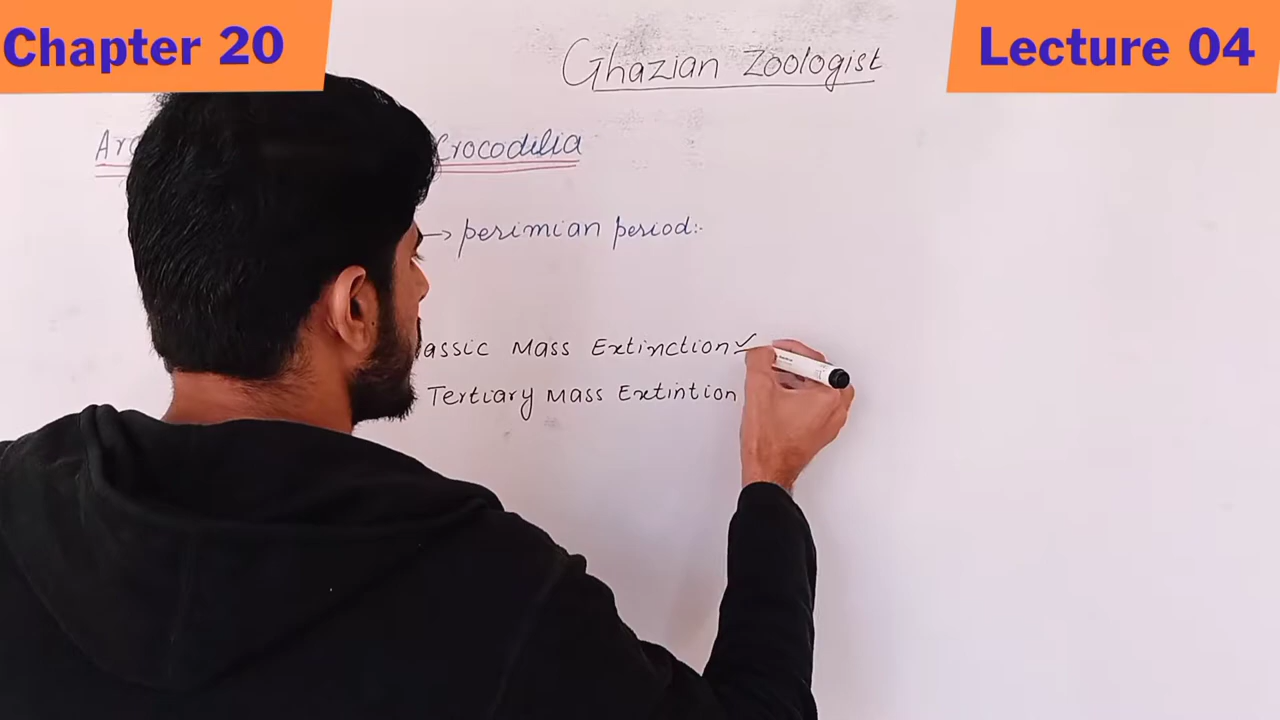 Chapter 20
Lecture 04
Ghazian Zoologist
Crocodilia
→ perimian period:-
assic Mass Extinction ✓
Tertiary Mass Extintion